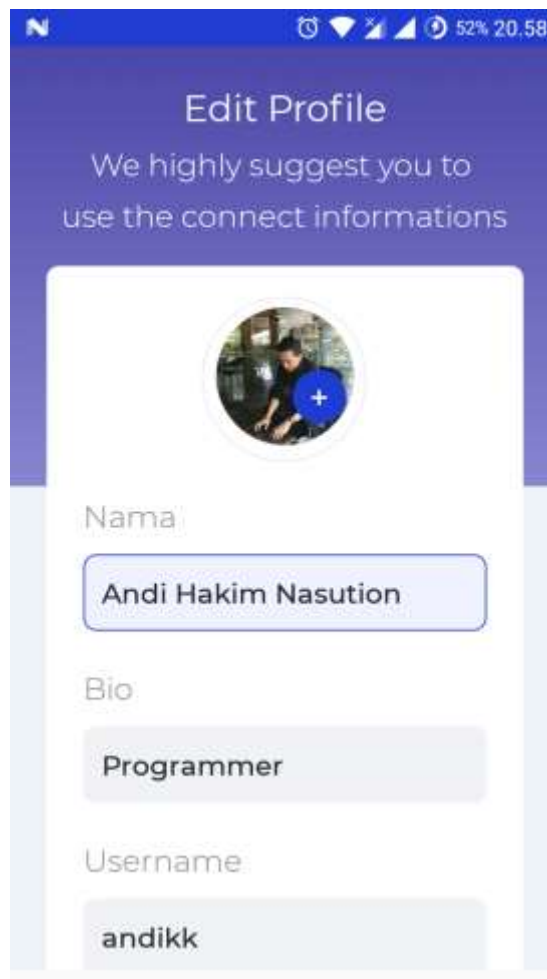 52% 20.58
Edit Profile
We highly suggest you to
use the connect informations
+
Nama
Andi Hakim Nasution
Bio
Programmer
Username
andikk